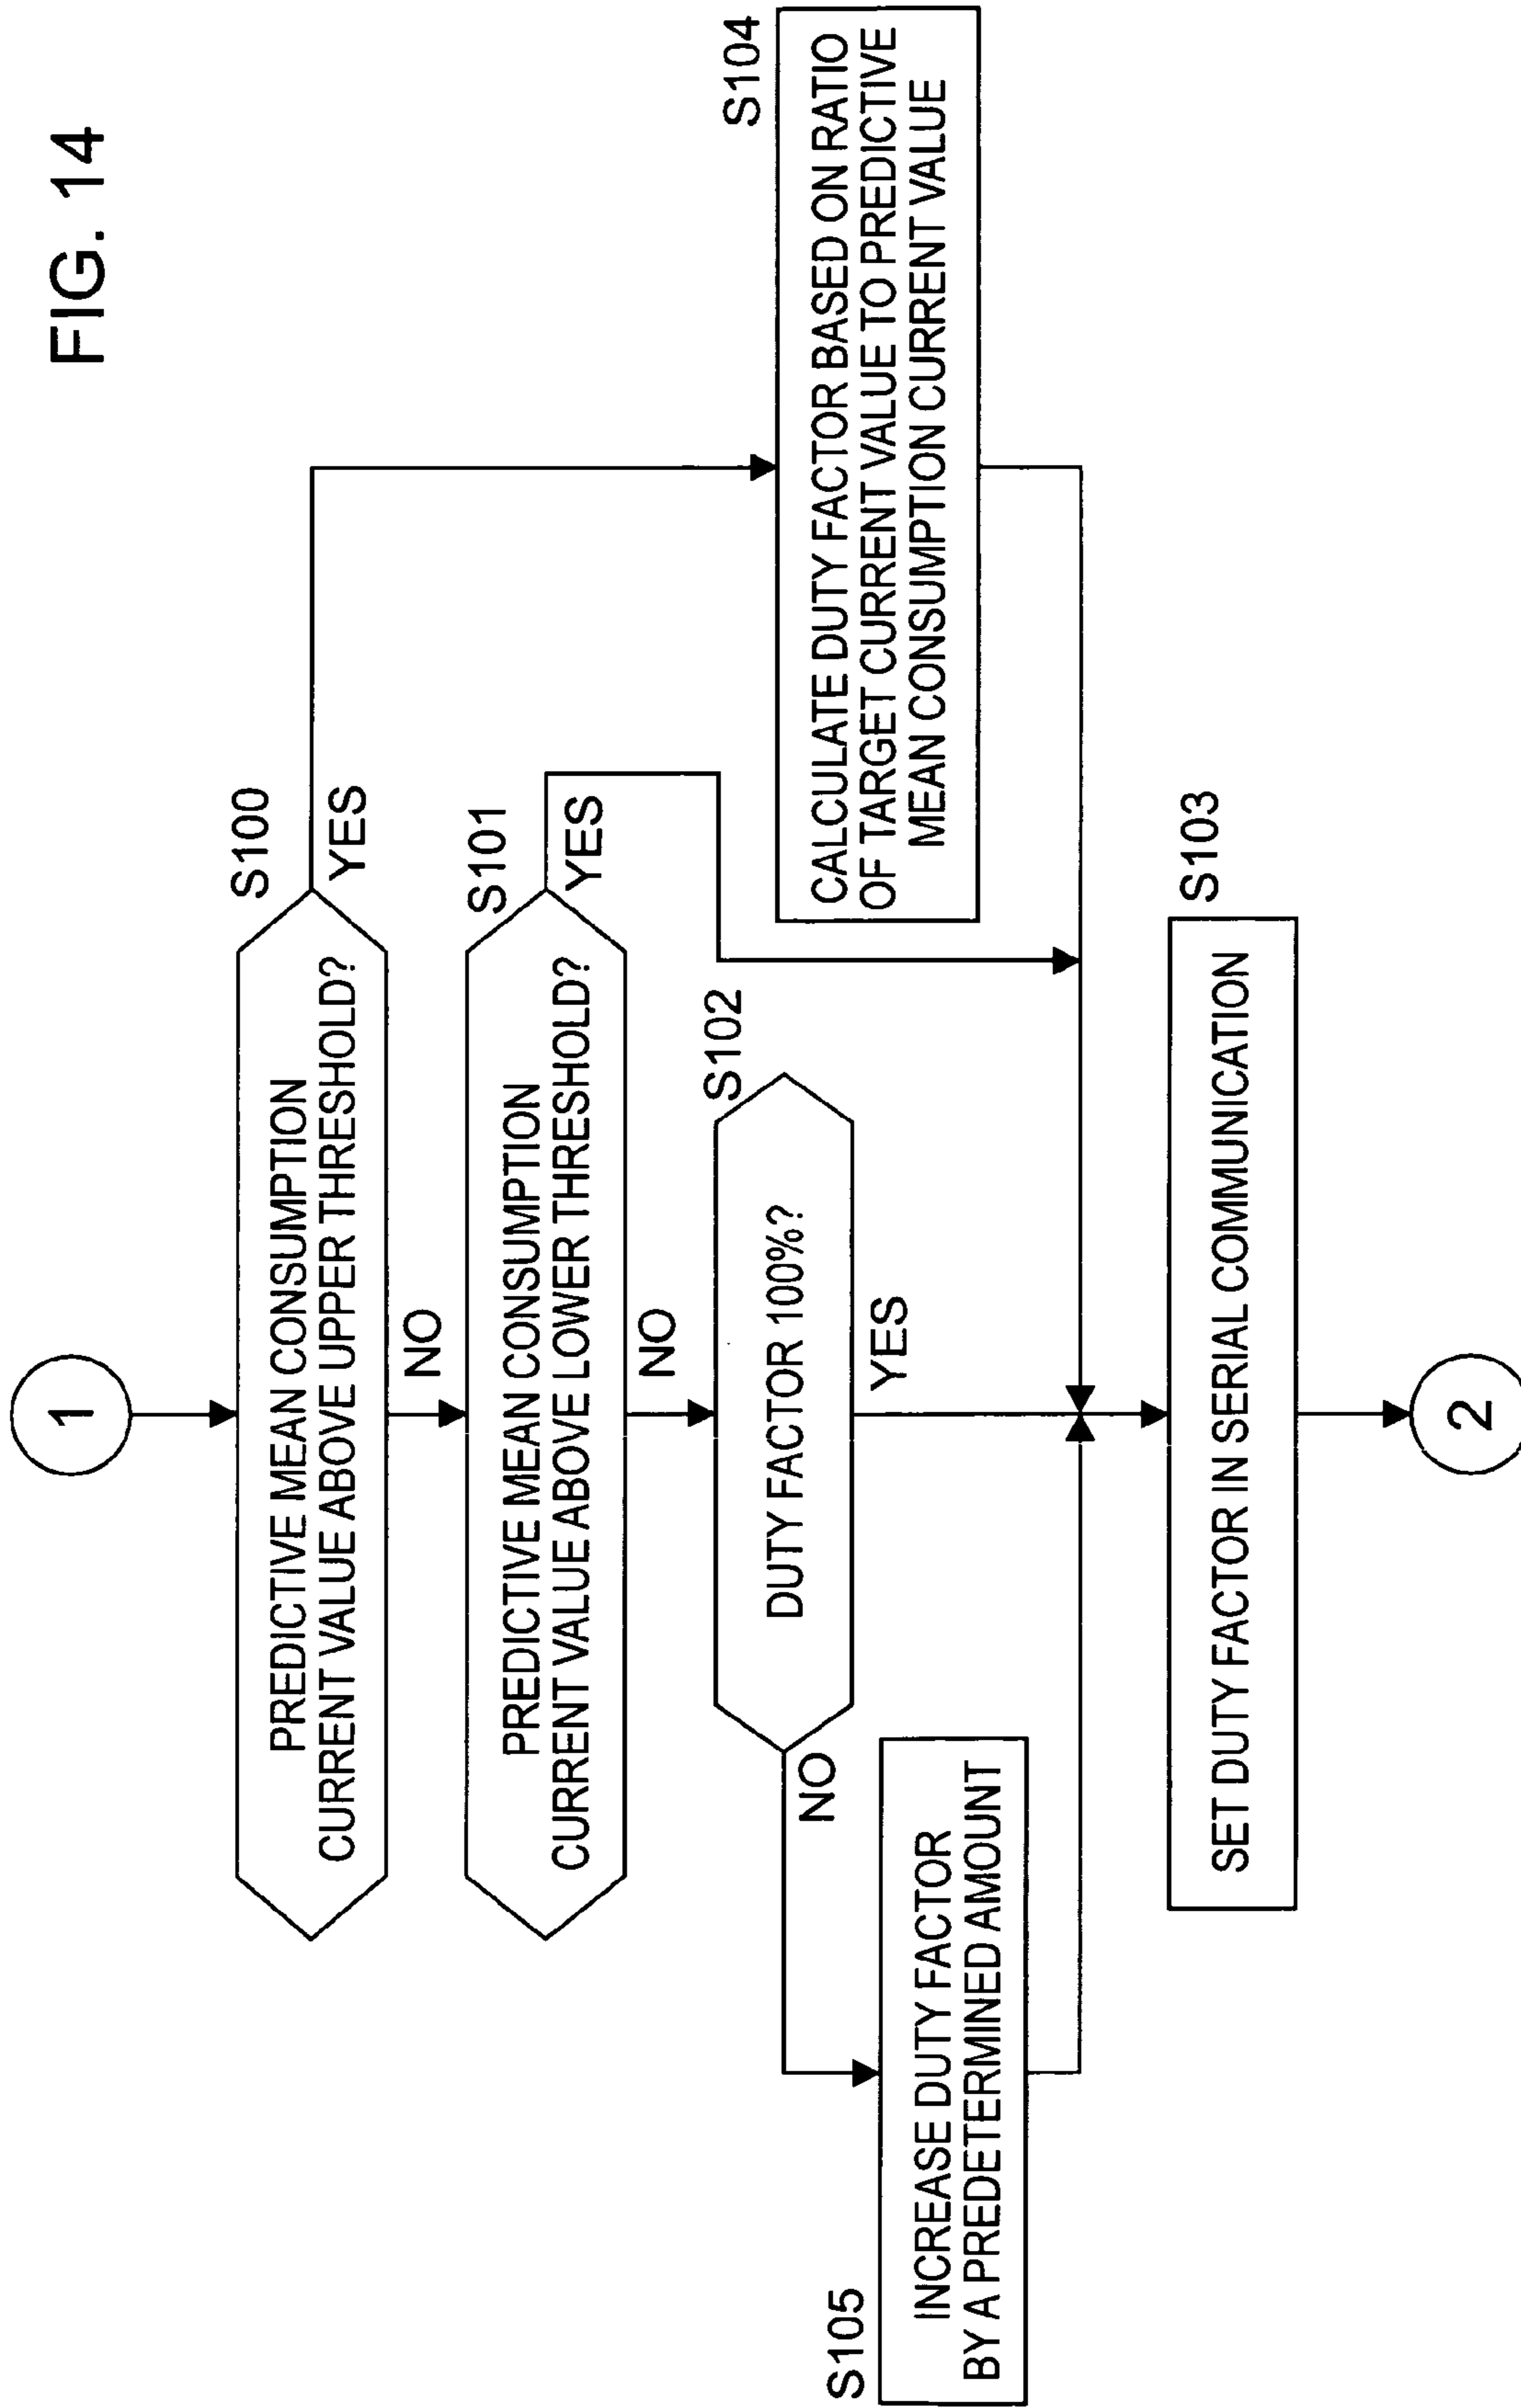 FIG. 14
1
S100
PREDICTIVE MEAN CONSUMPTION
CURRENT VALUE ABOVE UPPER THRESHOLD?
YES
NO
S101
PREDICTIVE MEAN CONSUMPTION
CURRENT VALUE ABOVE LOWER THRESHOLD?
YES
NO
S102
DUTY FACTOR 100%?
NO
YES
S104
CALCULATE DUTY FACTOR BASED ON RATIO
OF TARGET CURRENT VALUE TO PREDICTIVE
MEAN CONSUMPTION CURRENT VALUE
S105
INCREASE DUTY FACTOR
BY A PREDETERMINED AMOUNT
S103
SET DUTY FACTOR IN SERIAL COMMUNICATION
2